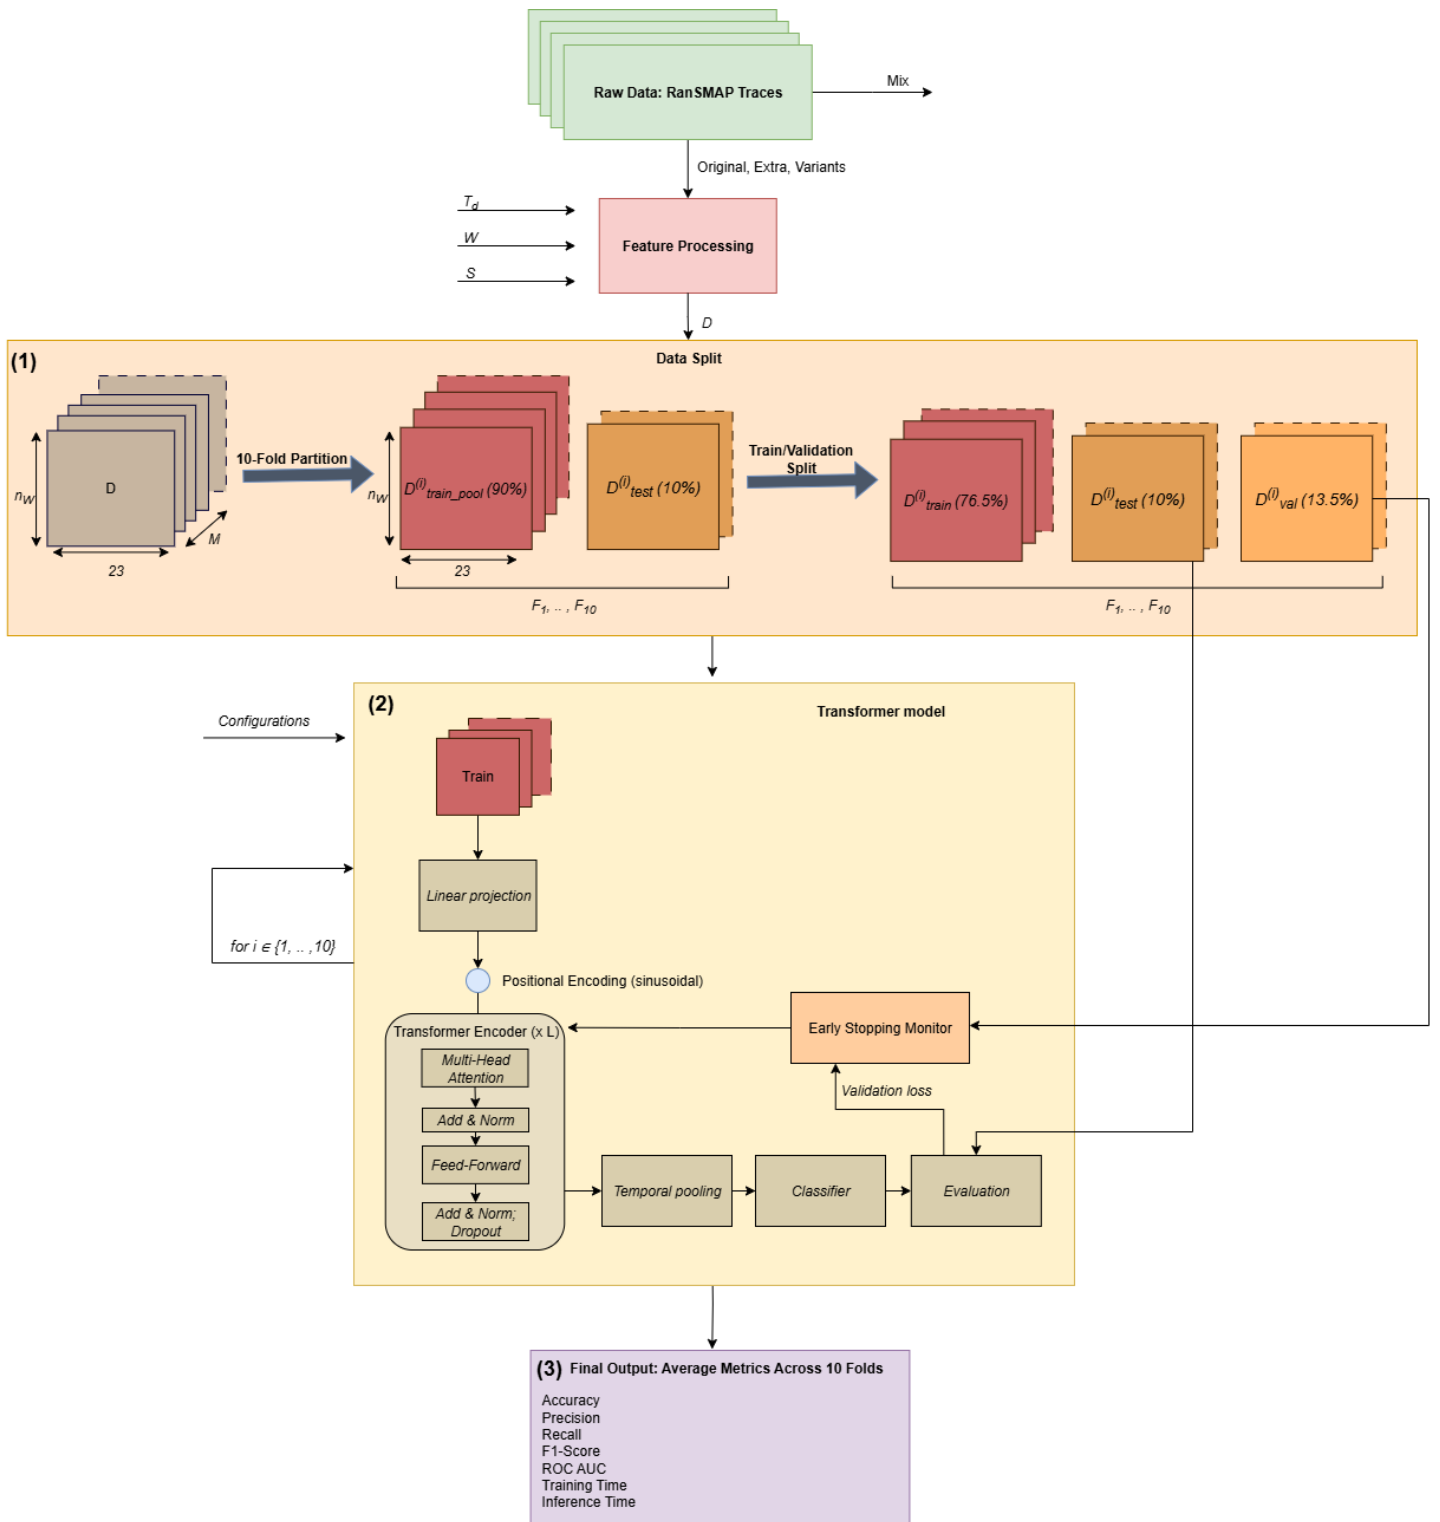 Raw Data: RanSMAP Traces
Mix
Original, Extra, Variants
T_d
W
S
Feature Processing
D
(1)
Data Split
D
n_W
23
M
10-Fold Partition
D^(i)_train_pool (90%)
n_W
23
D^(i)_test (10%)
F_1, .. , F_10
Train/Validation
Split
D^(i)_train (76.5%)
D^(i)_test (10%)
D^(i)_val (13.5%)
F_1, .. , F_10
(2)
Transformer model
Configurations
Train
Linear projection
for i ∈ {1, .. ,10}
Positional Encoding (sinusoidal)
Transformer Encoder (x L)
Multi-Head
Attention
Add & Norm
Feed-Forward
Add & Norm;
Dropout
Early Stopping Monitor
Validation loss
Temporal pooling
Classifier
Evaluation
(3) Final Output: Average Metrics Across 10 Folds
Accuracy
Precision
Recall
F1-Score
ROC AUC
Training Time
Inference Time